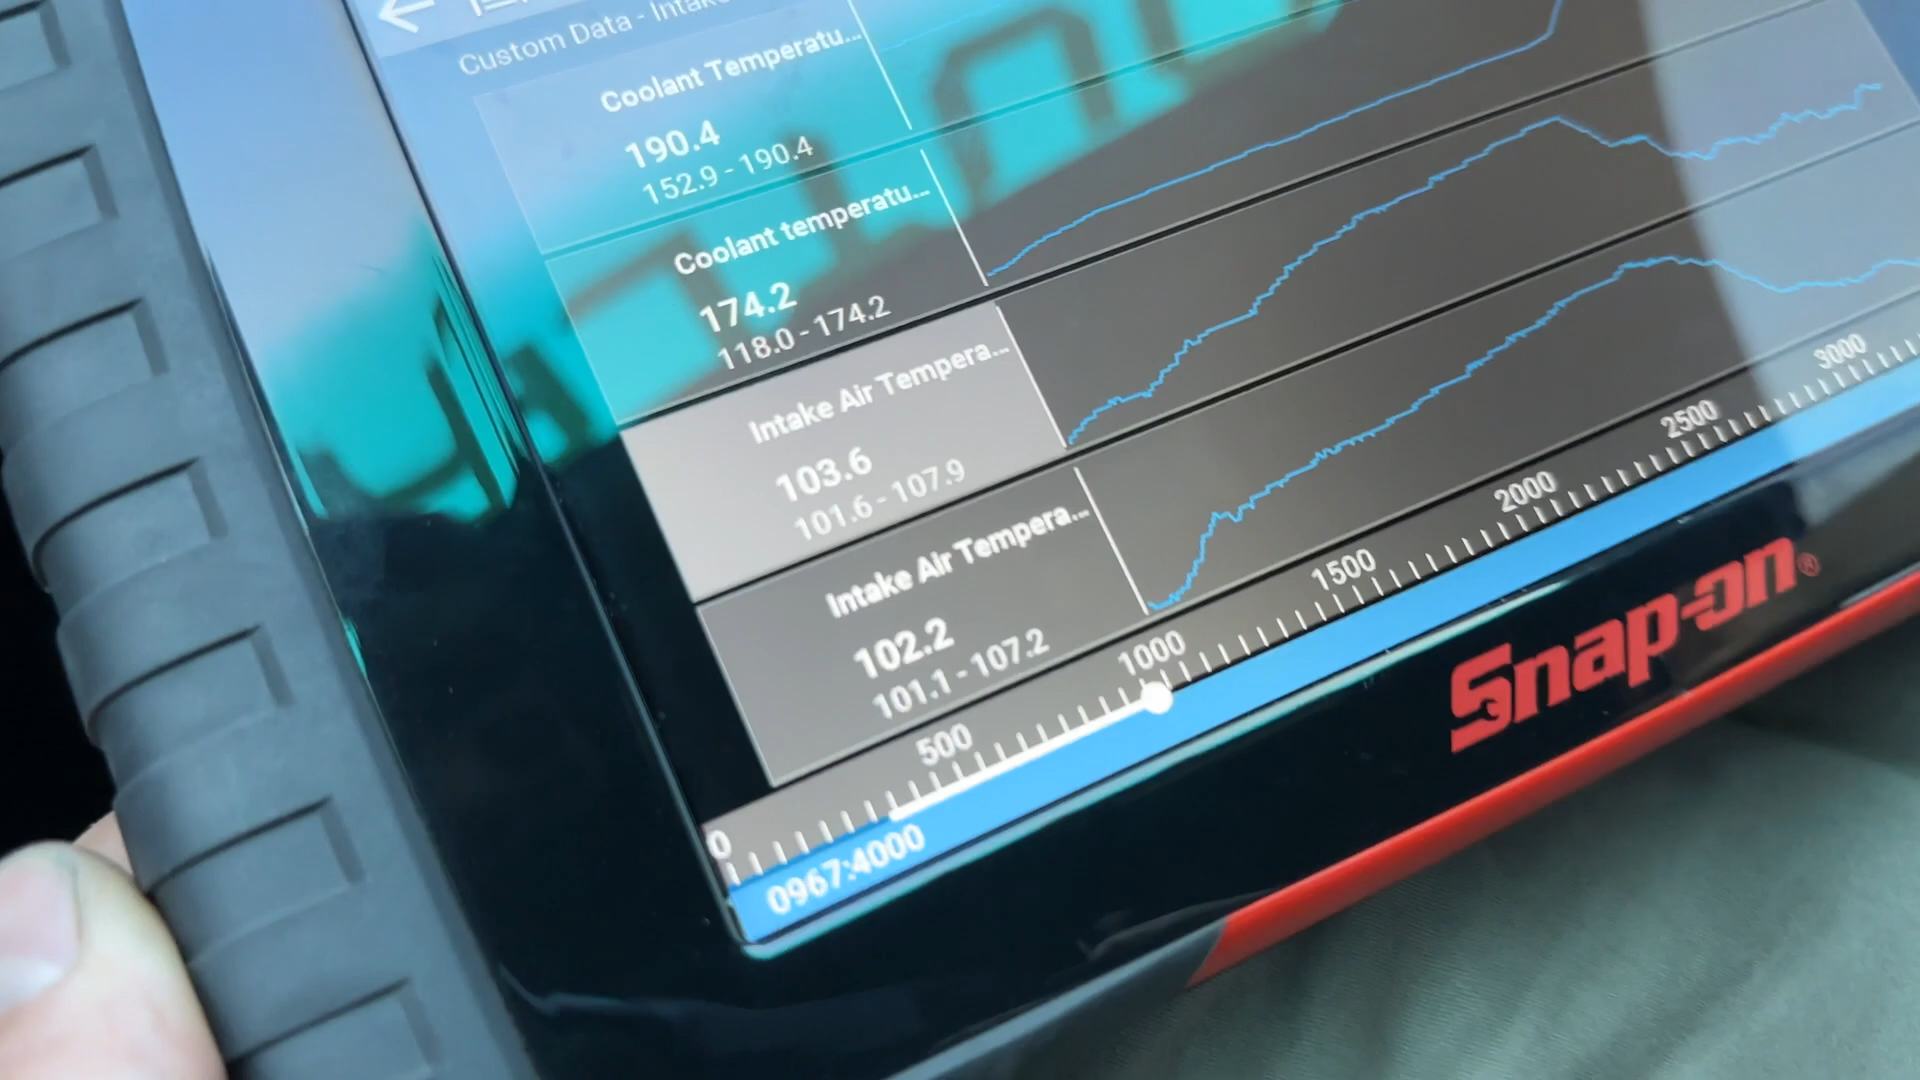 Custom Data - Intake
Coolant Temperatu...
190.4
152.9 - 190.4
Coolant temperatu...
174.2
118.0 - 174.2
Intake Air Tempera...
103.6
101.6 - 107.9
Intake Air Tempera...
102.2
101.1 - 107.2
0 500 1000 1500 2000 2500 3000
0967:4000
Snap-on®